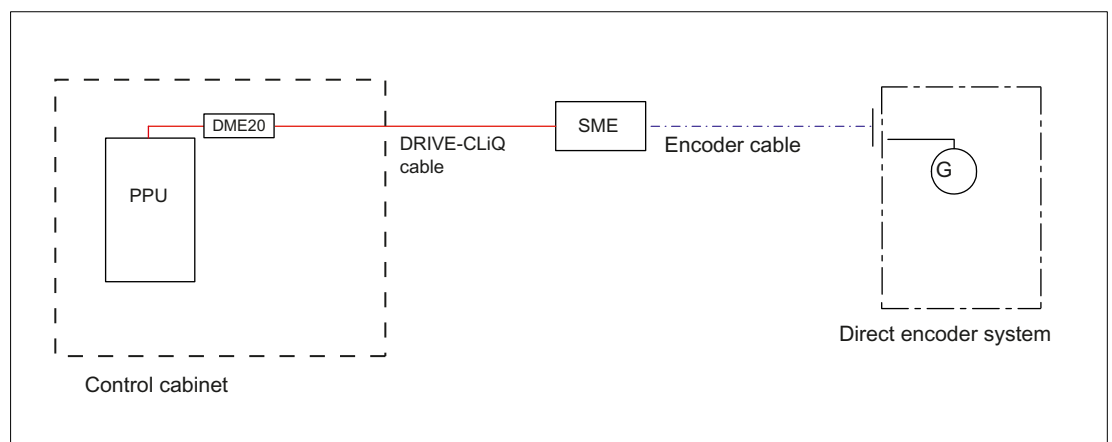 DME20
SME
DRIVE-CLiQ
cable
Encoder cable
PPU
G
Direct encoder system
Control cabinet